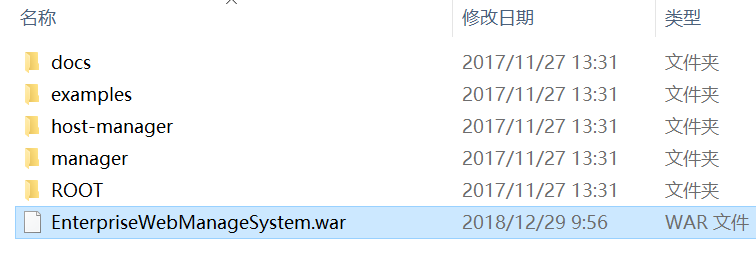 名称 修改日期 类型
docs 2017/11/27 13:31 文件夹
examples 2017/11/27 13:31 文件夹
host-manager 2017/11/27 13:31 文件夹
manager 2017/11/27 13:31 文件夹
ROOT 2017/11/27 13:31 文件夹
EnterpriseWebManageSystem.war 2018/12/29 9:56 WAR 文件